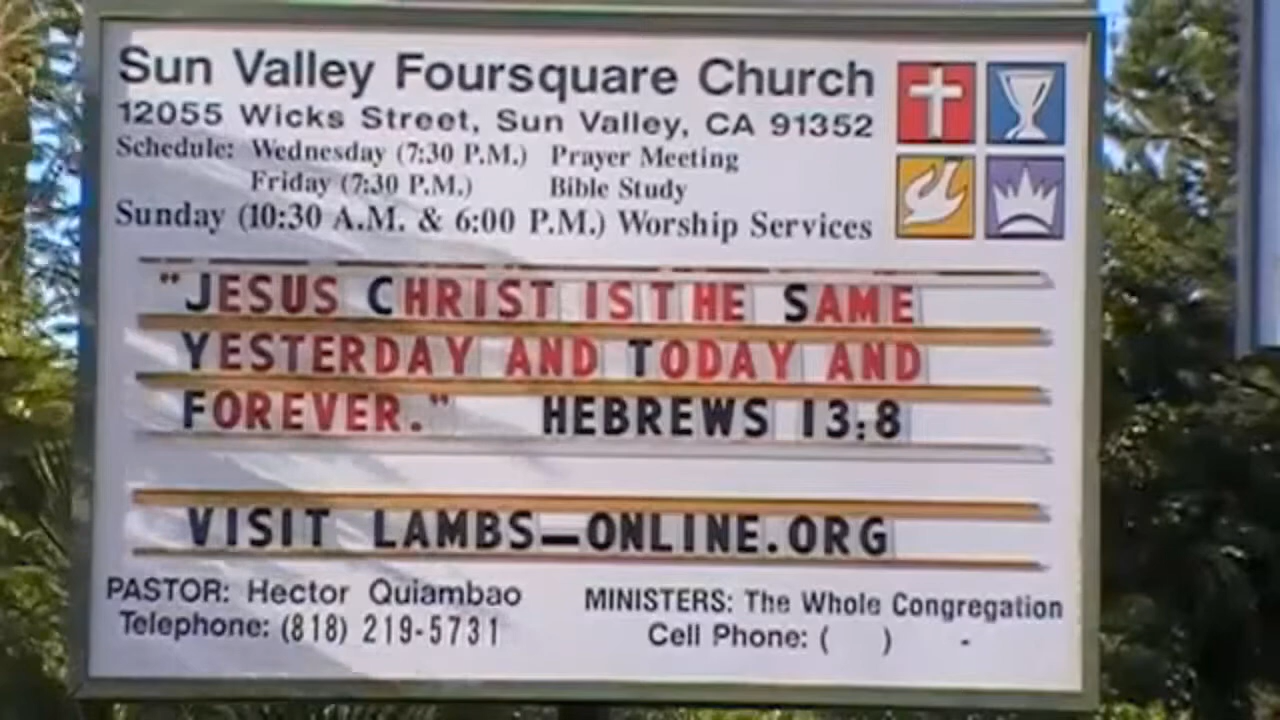 Sun Valley Foursquare Church
12055 Wicks Street, Sun Valley, CA 91352
Schedule: Wednesday (7:30 P.M.) Prayer Meeting
Friday (7:30 P.M.) Bible Study
Sunday (10:30 A.M. & 6:00 P.M.) Worship Services
"JESUS CHRIST IS THE SAME
YESTERDAY AND TODAY AND
FOREVER." HEBREWS 13:8
VISIT LAMBS-ONLINE.ORG
PASTOR: Hector Quiambao
Telephone: (818) 219-5731
MINISTERS: The Whole Congregation
Cell Phone: ( ) -